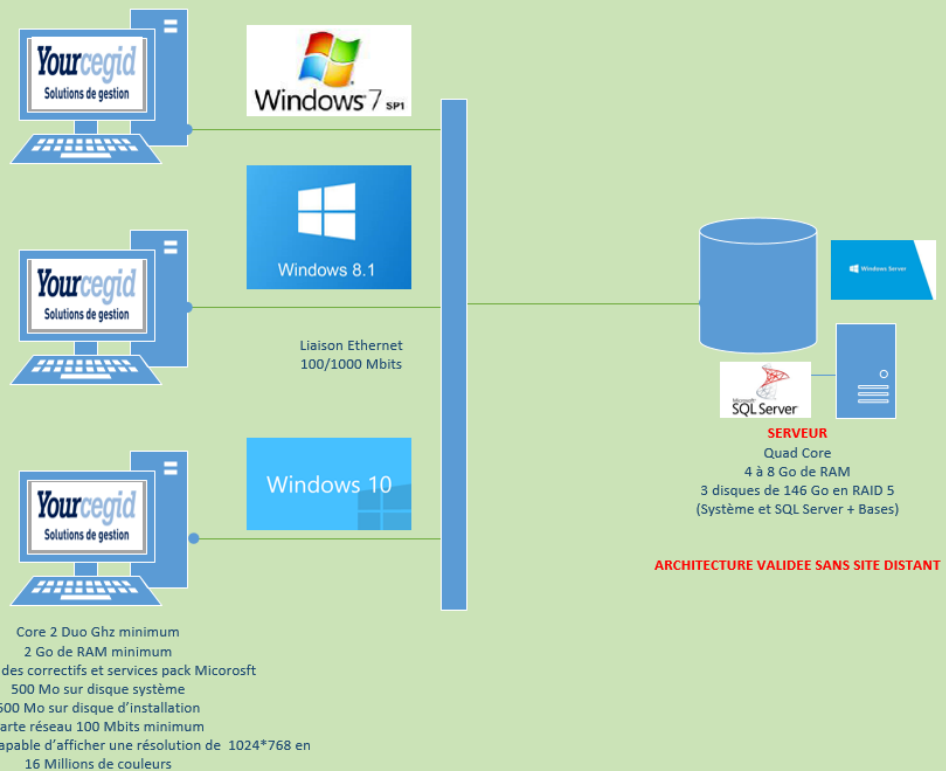 Yourcegid
Solutions de gestion
Windows 7 SP1
Yourcegid
Solutions de gestion
Windows 8.1
Liaison Ethernet
100/1000 Mbits
Yourcegid
Solutions de gestion
Windows 10
Windows Server
Microsoft
SQL Server
SERVEUR
Quad Core
4 à 8 Go de RAM
3 disques de 146 Go en RAID 5
(Système et SQL Server + Bases)
ARCHITECTURE VALIDEE SANS SITE DISTANT
Core 2 Duo Ghz minimum
2 Go de RAM minimum
des correctifs et services pack Micorosft
500 Mo sur disque système
500 Mo sur disque d'installation
arte réseau 100 Mbits minimum
apable d'afficher une résolution de 1024*768 en
16 Millions de couleurs